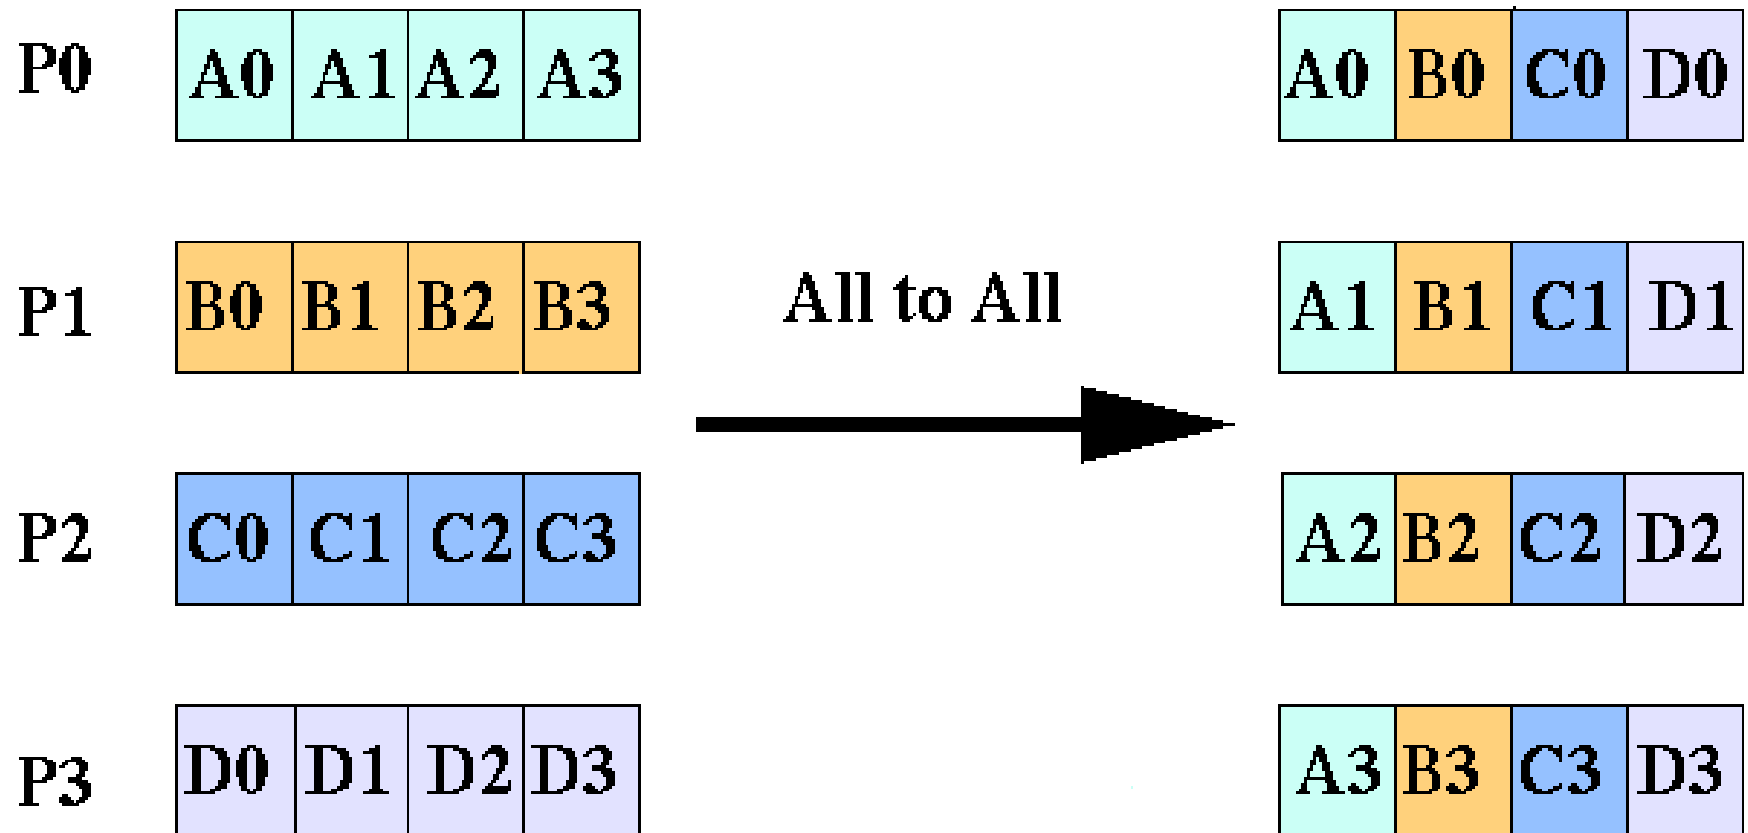 P0 A0 A1 A2 A3 A0 B0 C0 D0
P1 B0 B1 B2 B3 All to All A1 B1 C1 D1
P2 C0 C1 C2 C3 A2 B2 C2 D2
P3 D0 D1 D2 D3 A3 B3 C3 D3